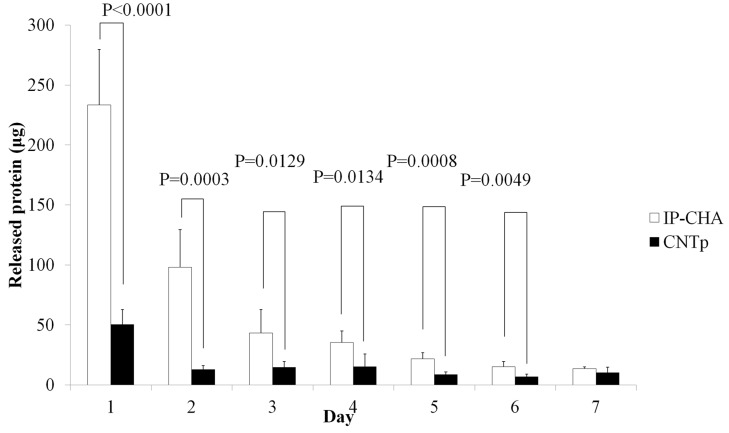 P<0.0001
300
250
200
150
100
50
0
Released protein (μg)
P=0.0003
P=0.0129
P=0.0134
P=0.0008
P=0.0049
IP-CHA
CNTp
1 2 3 4 5 6 7
Day